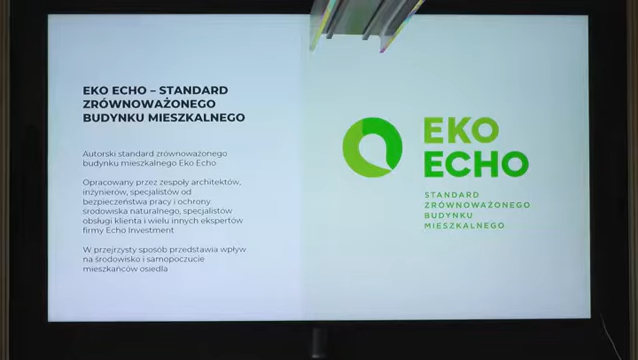 EKO ECHO – STANDARD
ZRÓWNOWAŻONEGO
BUDYNKU MIESZKALNEGO
Autorski standard zrównoważonego
budynku mieszkalnego Eko Echo
Opracowany przez zespoły architektów,
inżynierów, specjalistów od
bezpieczeństwa pracy i ochrony
środowiska naturalnego, specjalistów
obsługi klienta i wielu innych ekspertów
firmy Echo Investment
W przejrzysty sposób przedstawia wpływ
na środowisko i samopoczucie
mieszkańców osiedla
EKO
ECHO
STANDARD
ZRÓWNOWAŻONEGO
BUDYNKU
MIESZKALNEGO